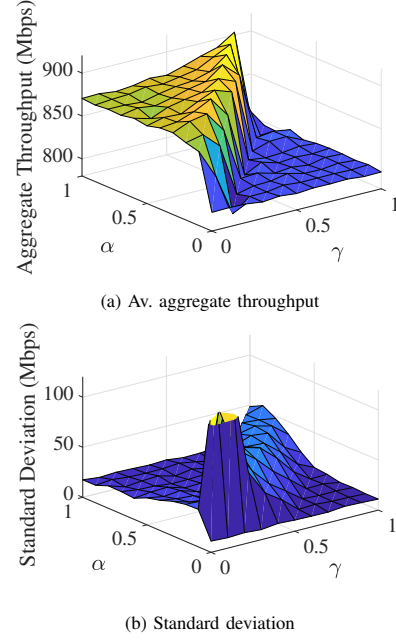 Aggregate Throughput (Mbps)
900
850
800
1
0.5
0
α
0
0.5
1
γ
(a) Av. aggregate throughput
Standard Deviation (Mbps)
100
50
0
1
0.5
0
α
0
0.5
1
γ
(b) Standard deviation